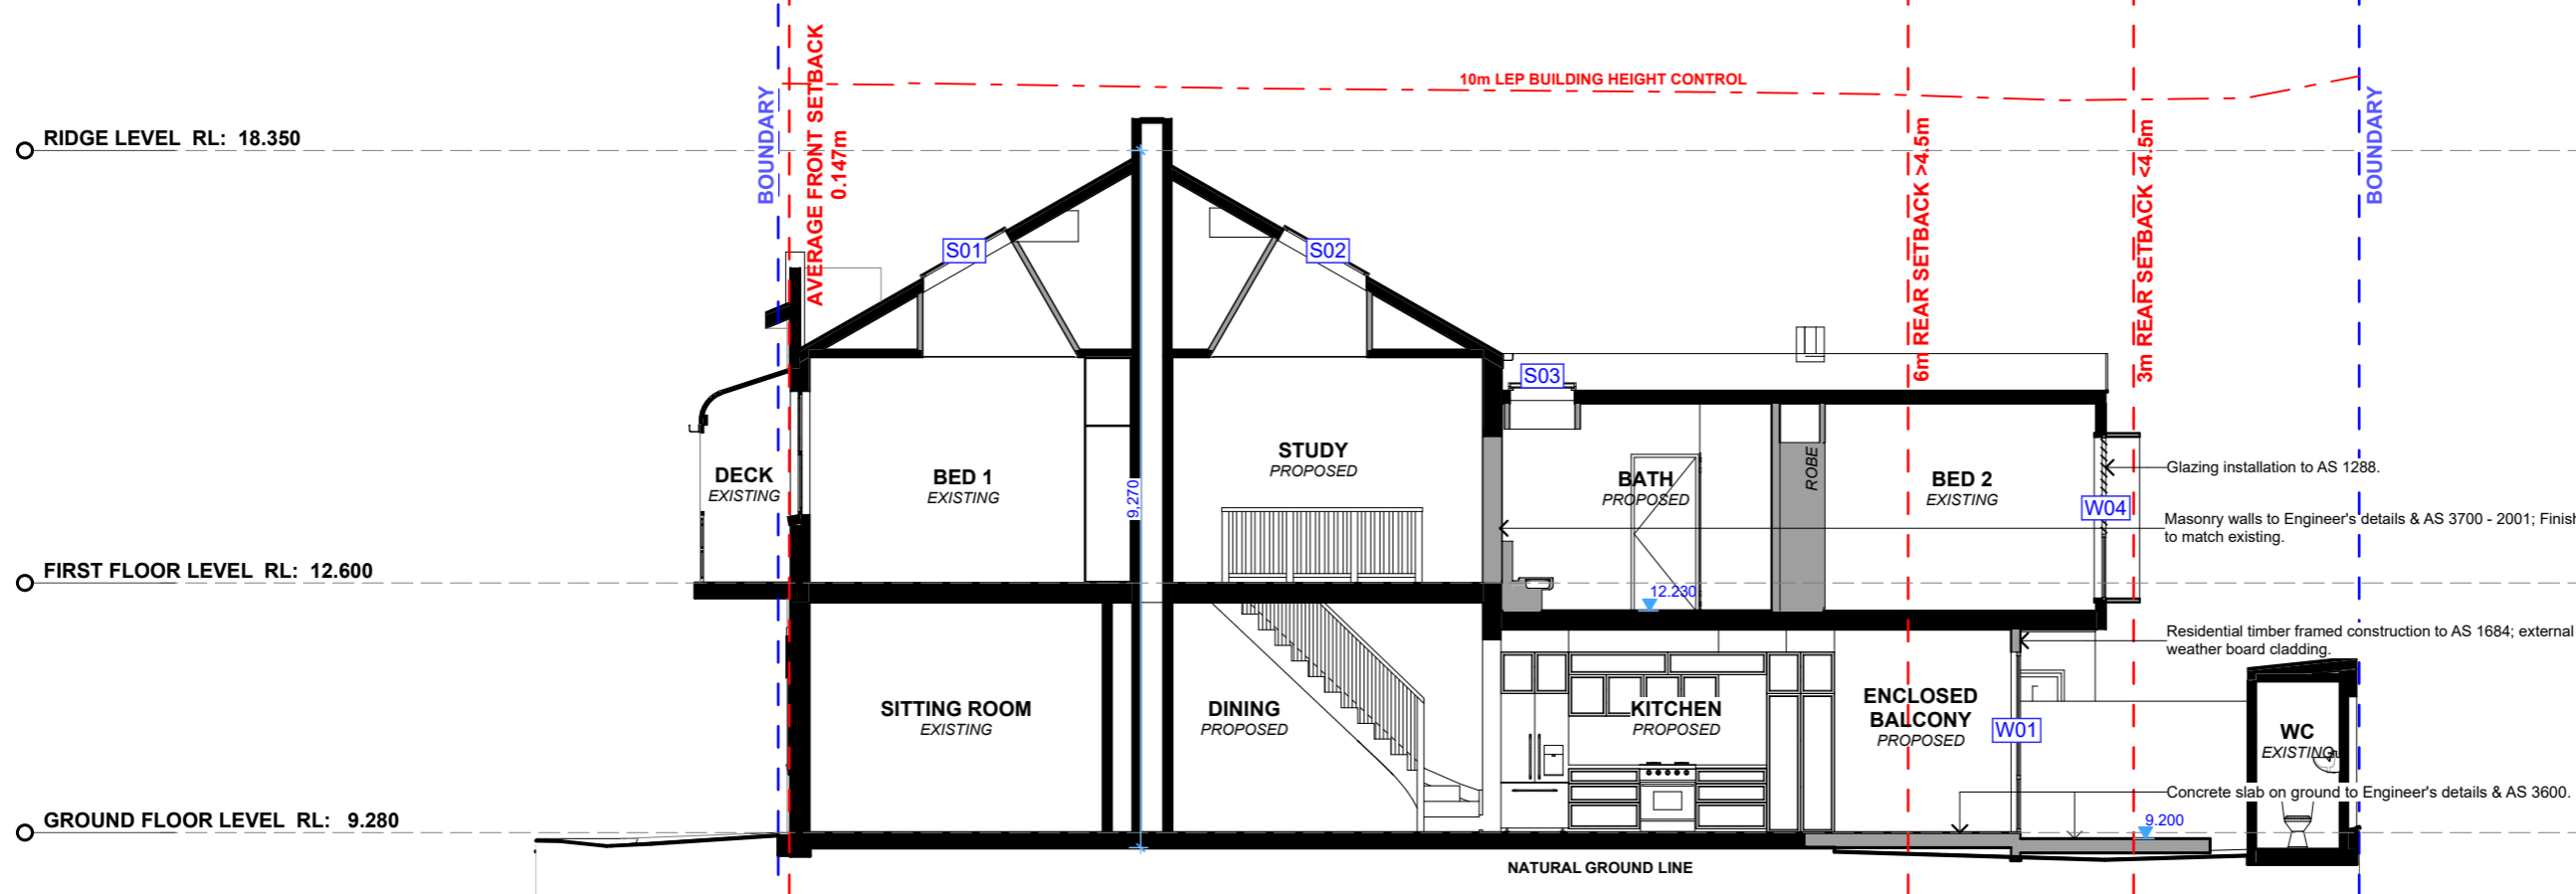 10m LEP BUILDING HEIGHT CONTROL
RIDGE LEVEL RL: 18.350
BOUNDARY
AVERAGE FRONT SETBACK
0.147m
6m REAR SETBACK >4.5m
3m REAR SETBACK <4.5m
BOUNDARY
S01
S02
S03
DECK
EXISTING
BED 1
EXISTING
9,270
STUDY
PROPOSED
BATH
PROPOSED
ROBE
BED 2
EXISTING
W04
Glazing installation to AS 1288.
Masonry walls to Engineer's details & AS 3700 - 2001; Finish
to match existing.
FIRST FLOOR LEVEL RL: 12.600
12.230
Residential timber framed construction to AS 1684; external
weather board cladding.
SITTING ROOM
EXISTING
DINING
PROPOSED
KITCHEN
PROPOSED
ENCLOSED
BALCONY
PROPOSED
W01
WC
EXISTING
Concrete slab on ground to Engineer's details & AS 3600.
GROUND FLOOR LEVEL RL: 9.280
9.200
NATURAL GROUND LINE